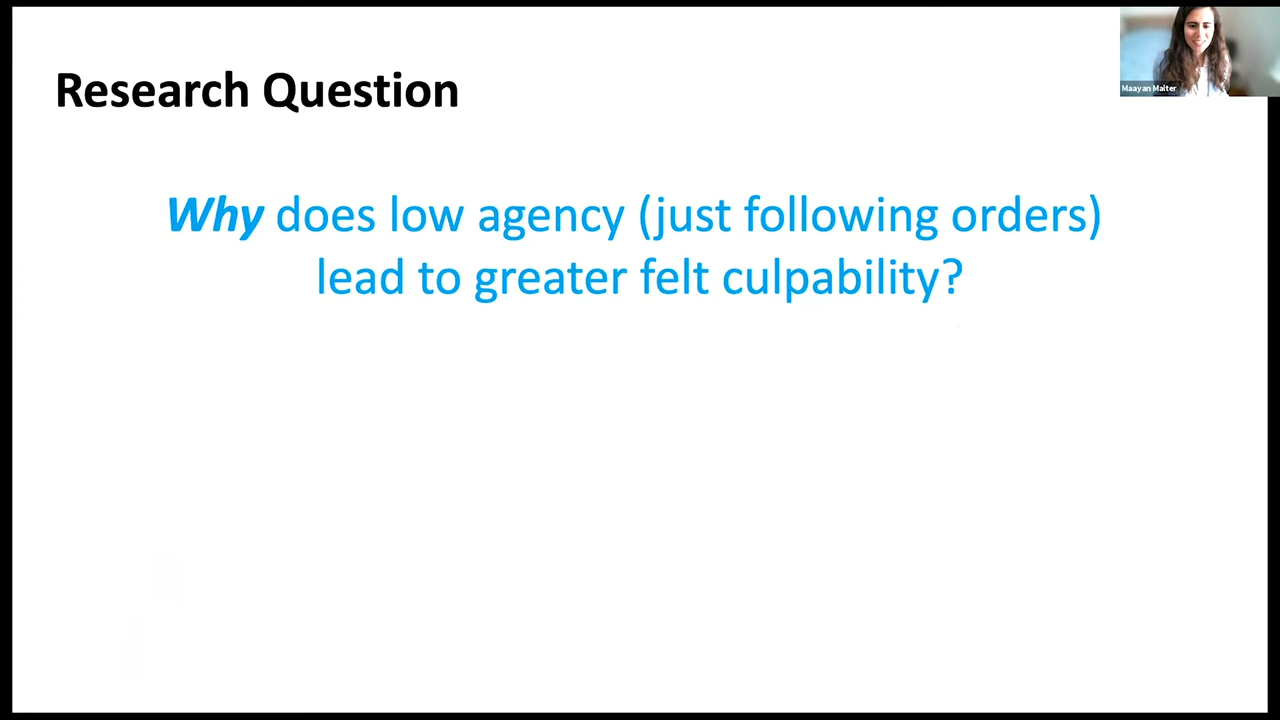 Research Question
Maayan Malter
Why does low agency (just following orders)
lead to greater felt culpability?